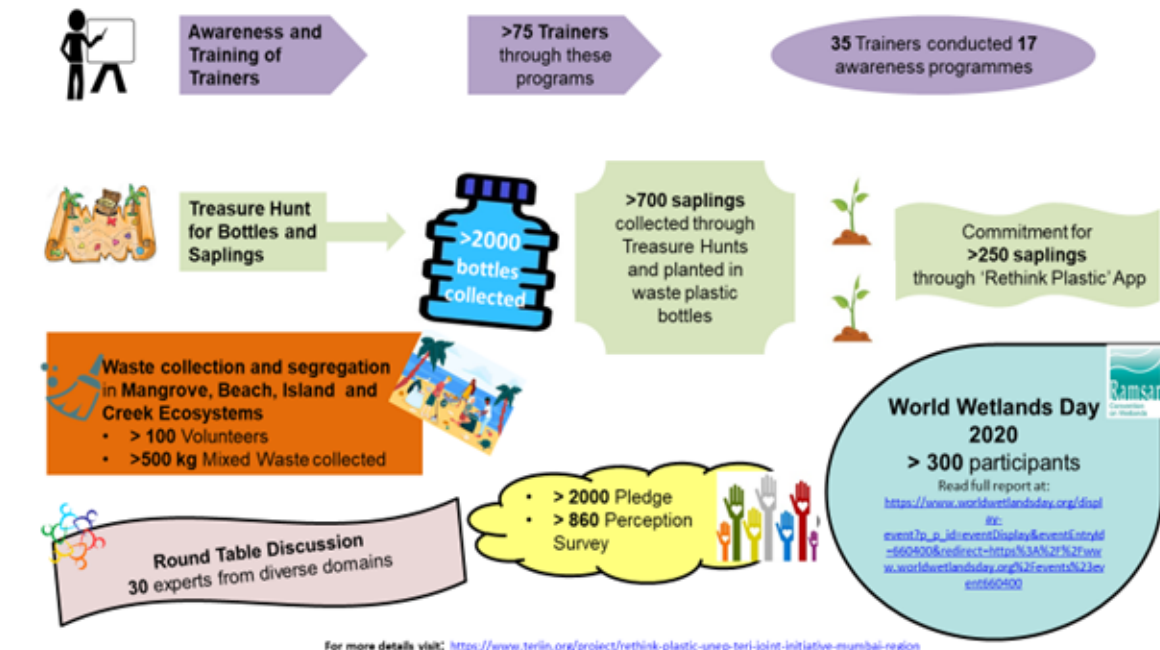 Awareness and
Training of
Trainers
>75 Trainers
through these
programs
35 Trainers conducted 17
awareness programmes
Treasure Hunt
for Bottles and
Saplings
>2000
bottles
collected
>700 saplings
collected through
Treasure Hunts
and planted in
waste plastic
bottles
Commitment for
>250 saplings
through ‘Rethink Plastic’ App
Waste collection and segregation
in Mangrove, Beach, Island and
Creek Ecosystems
• > 100 Volunteers
• >500 kg Mixed Waste collected
Ramsar
Convention
on Wetlands
World Wetlands Day
2020
> 300 participants
Read full report at:
https://www.worldwetlandsday.org/displ
ay-
event?p_p_id=eventDisplay&eventEntryId
=660400&redirect=https%3A%2F%2Fww
w.worldwetlandsday.org%2Fevents%23ev
ent660400
• > 2000 Pledge
• > 860 Perception
Survey
Round Table Discussion
30 experts from diverse domains
For more details visit: https://www.teriin.org/project/rethink-plastic-unep-teri-joint-initiative-mumbai-region